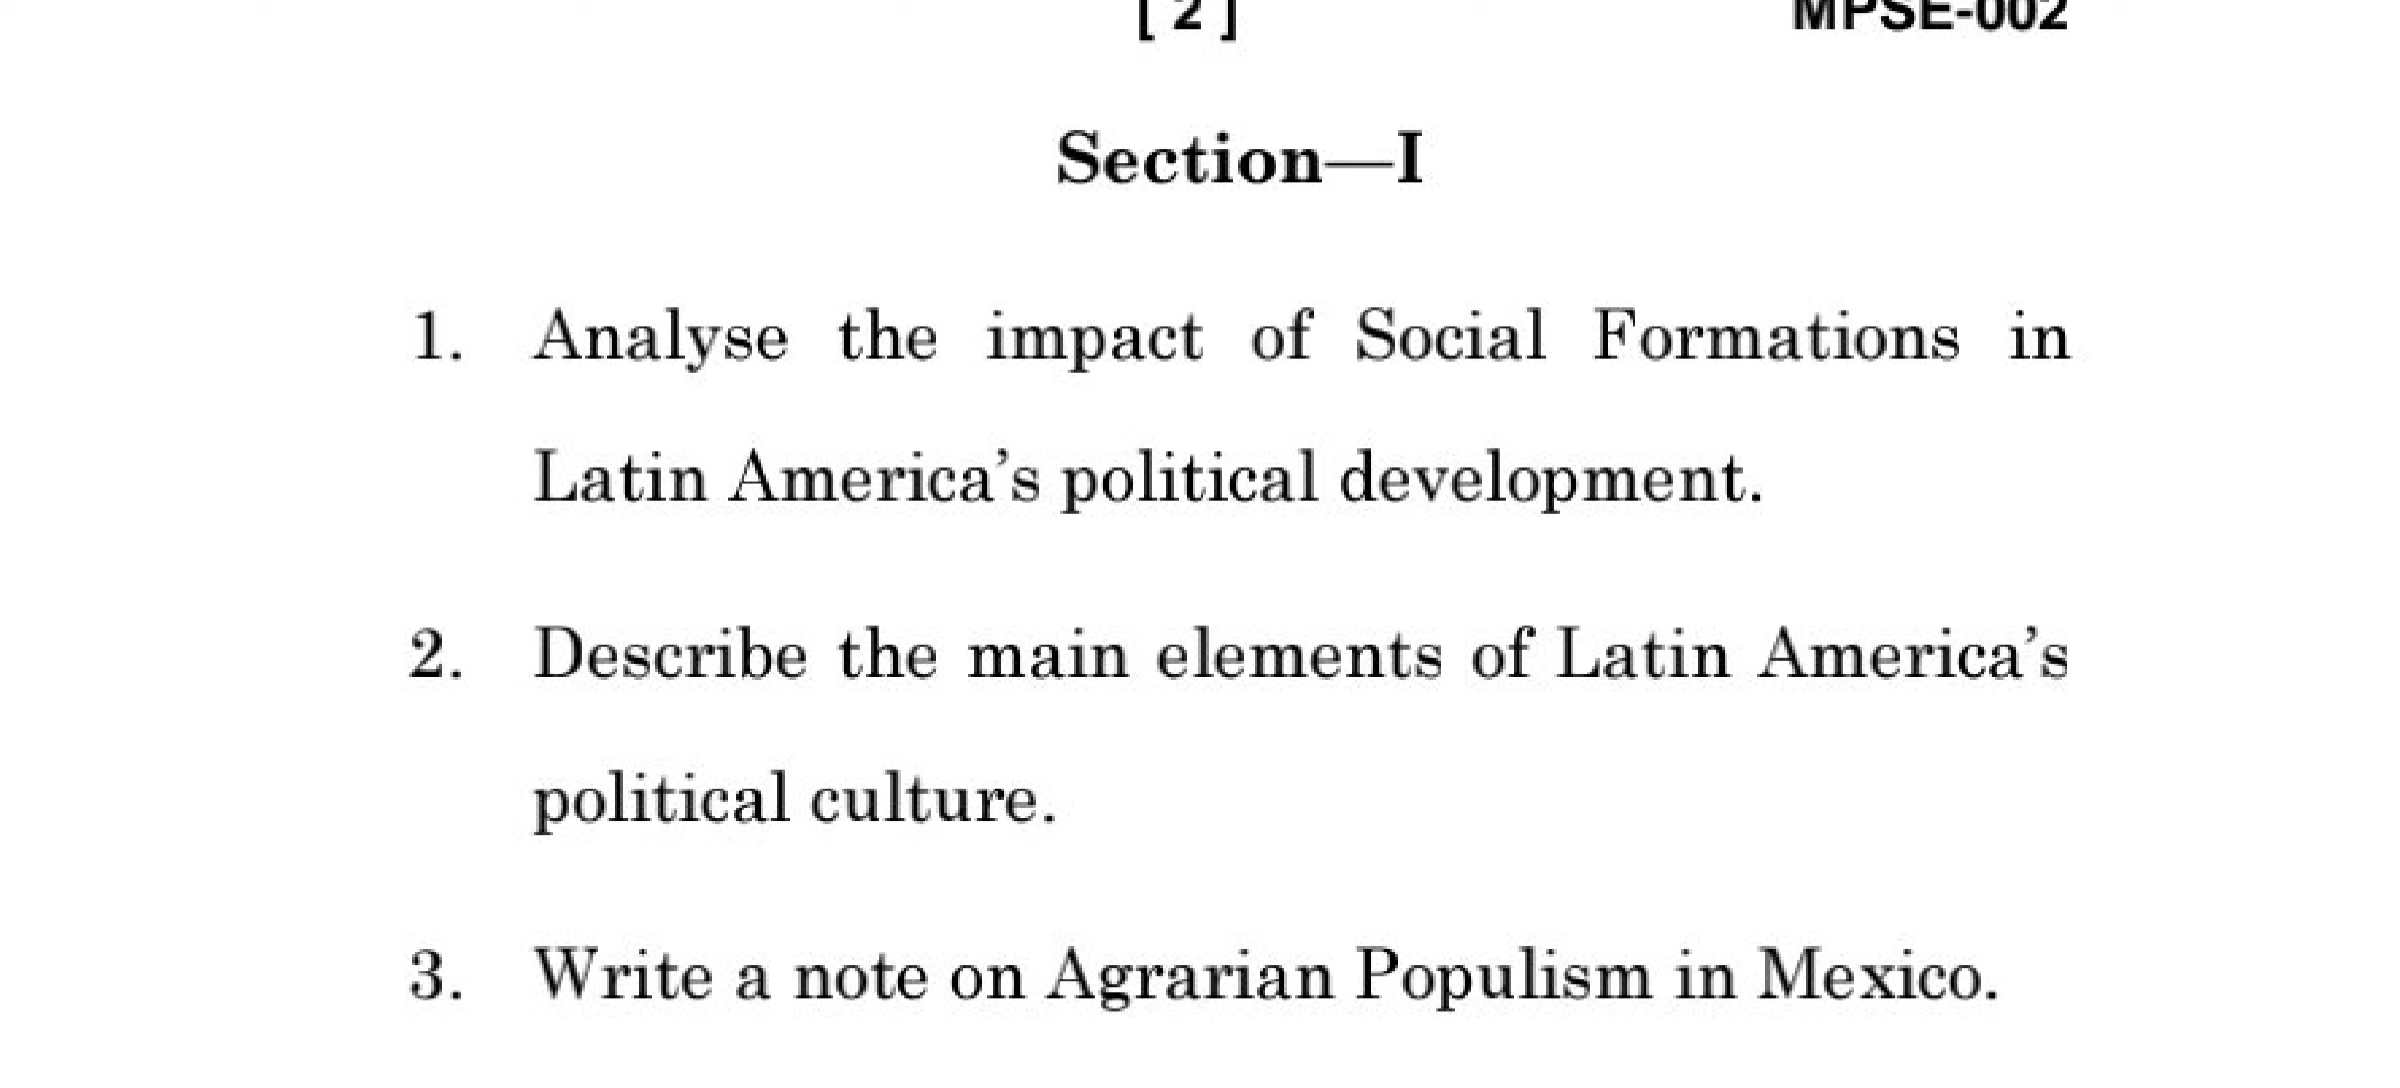 [ 2 ] MPSE-002
Section—I
1. Analyse the impact of Social Formations in
Latin America’s political development.
2. Describe the main elements of Latin America’s
political culture.
3. Write a note on Agrarian Populism in Mexico.